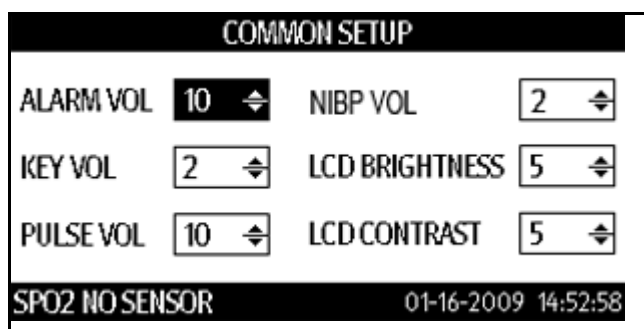 COMMON SETUP
ALARM VOL 10 NIBP VOL 2
KEY VOL 2 LCD BRIGHTNESS 5
PULSE VOL 10 LCD CONTRAST 5
SPO2 NO SENSOR 01-16-2009 14:52:58